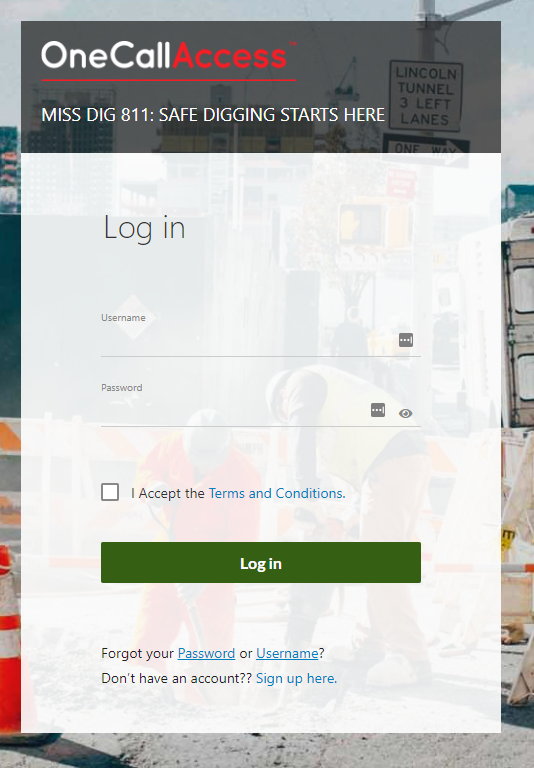 OneCallAccess™
MISS DIG 811: SAFE DIGGING STARTS HERE
LINCOLN
TUNNEL
3 LEFT
LANES
ONE WAY
Log in
Username
Password
I Accept the Terms and Conditions.
Log in
Forgot your Password or Username?
Don't have an account?? Sign up here.